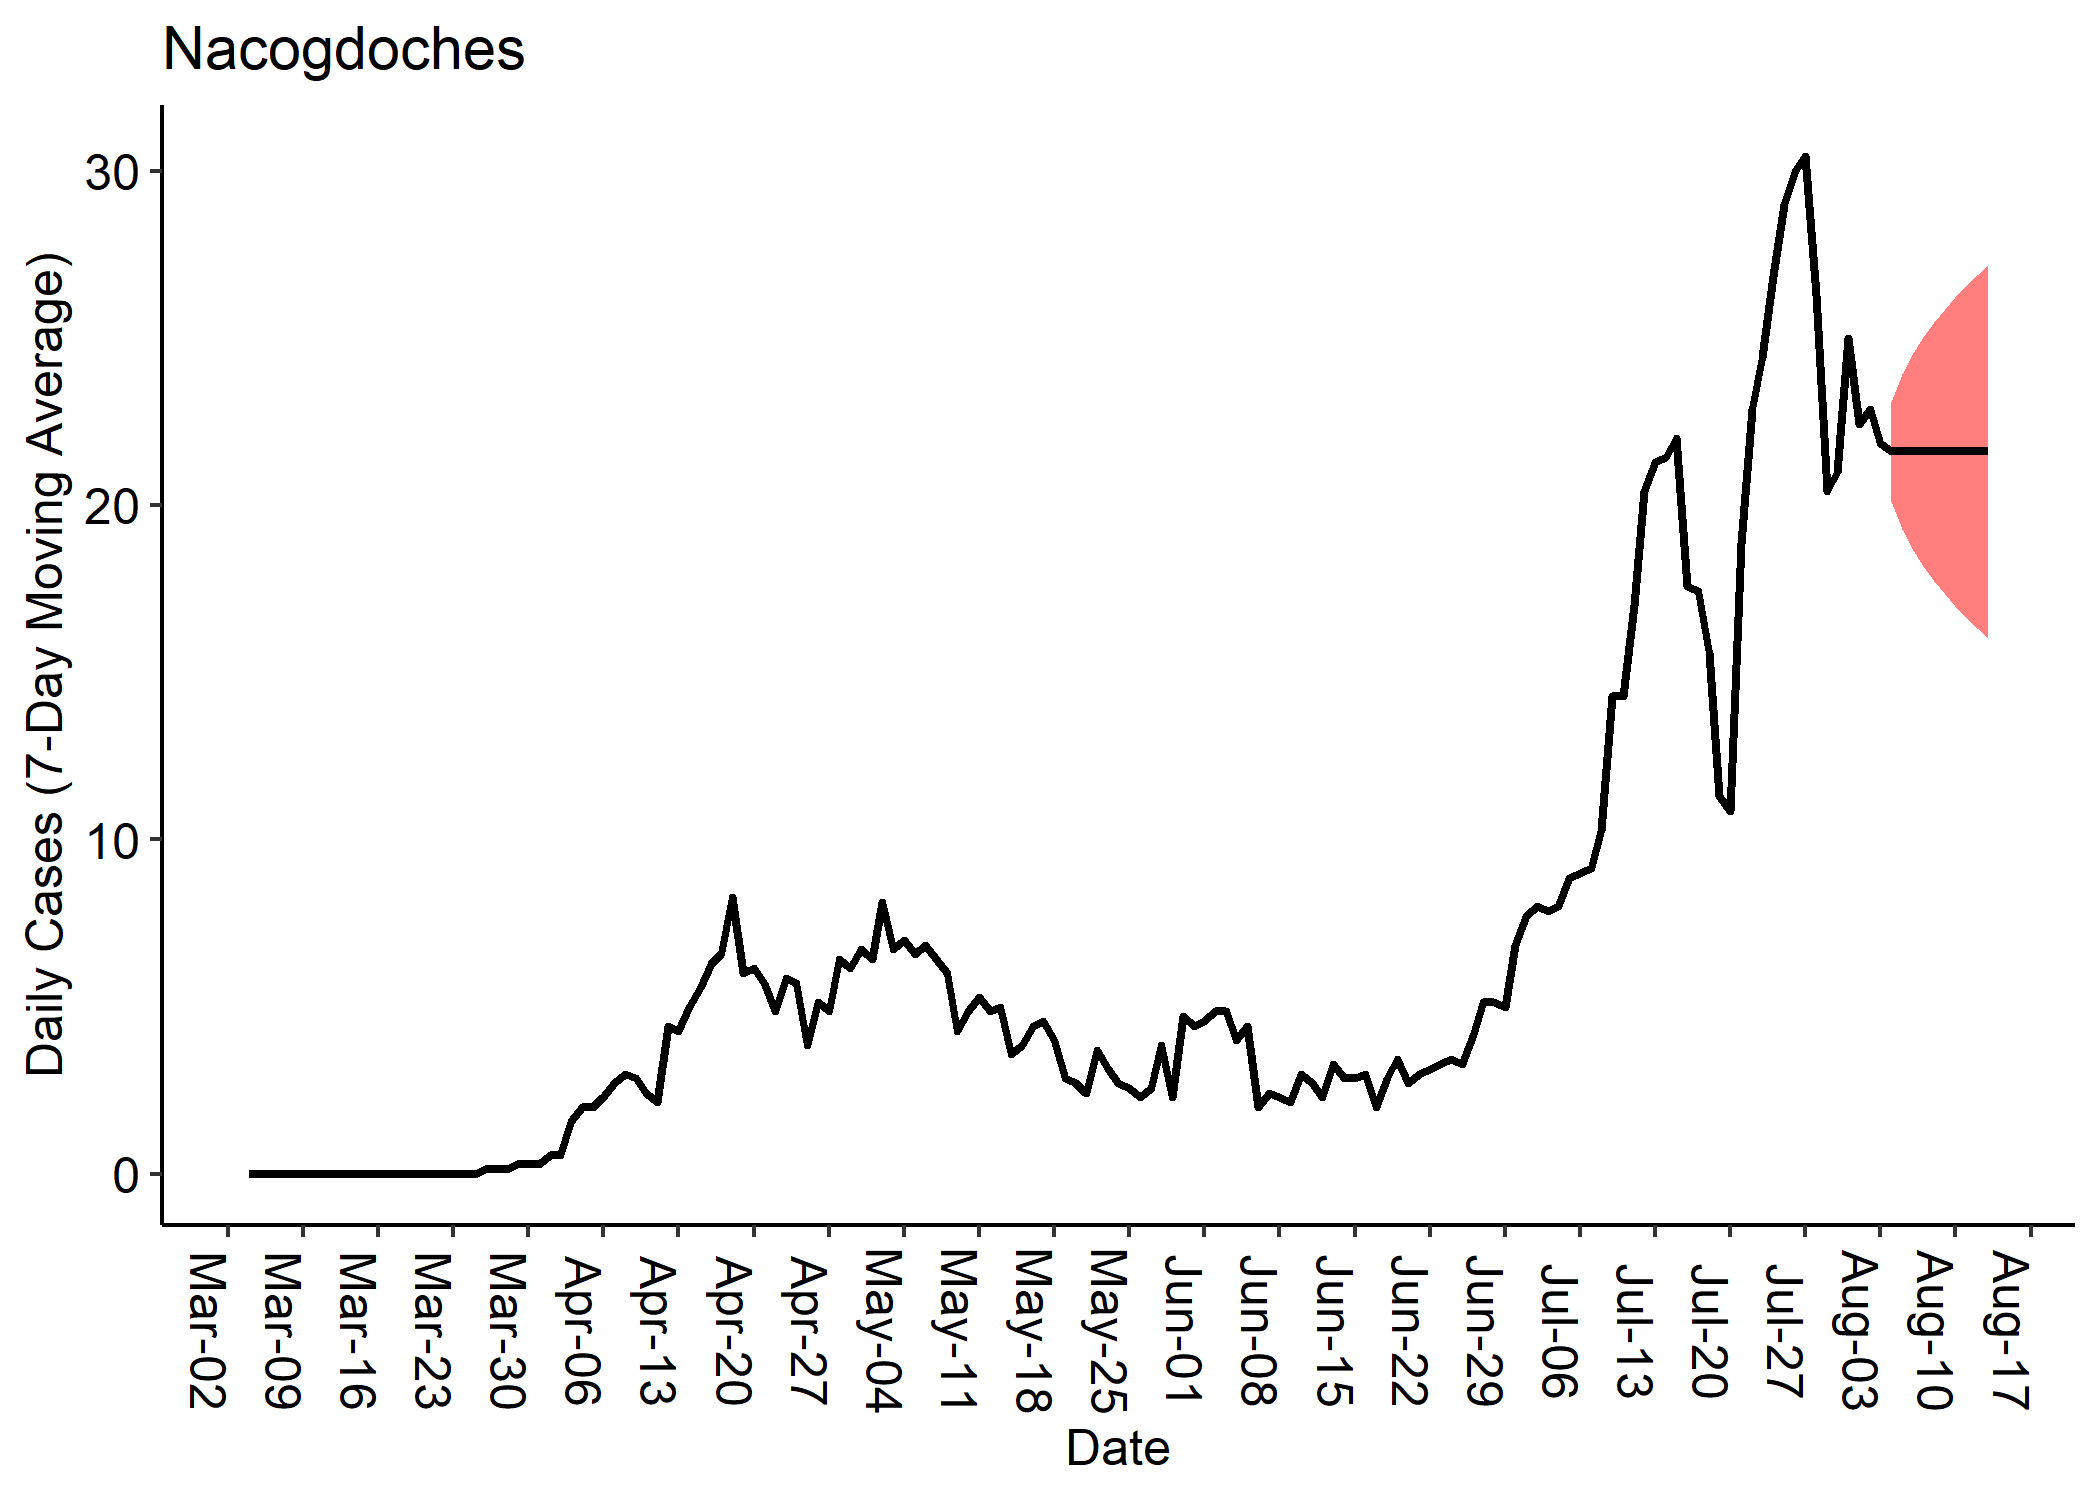 Nacogdoches
Daily Cases (7-Day Moving Average)
30
20
10
0
Mar-02
Mar-09
Mar-16
Mar-23
Mar-30
Apr-06
Apr-13
Apr-20
Apr-27
May-04
May-11
May-18
May-25
Jun-01
Jun-08
Jun-15
Jun-22
Jun-29
Jul-06
Jul-13
Jul-20
Jul-27
Aug-03
Aug-10
Aug-17
Date